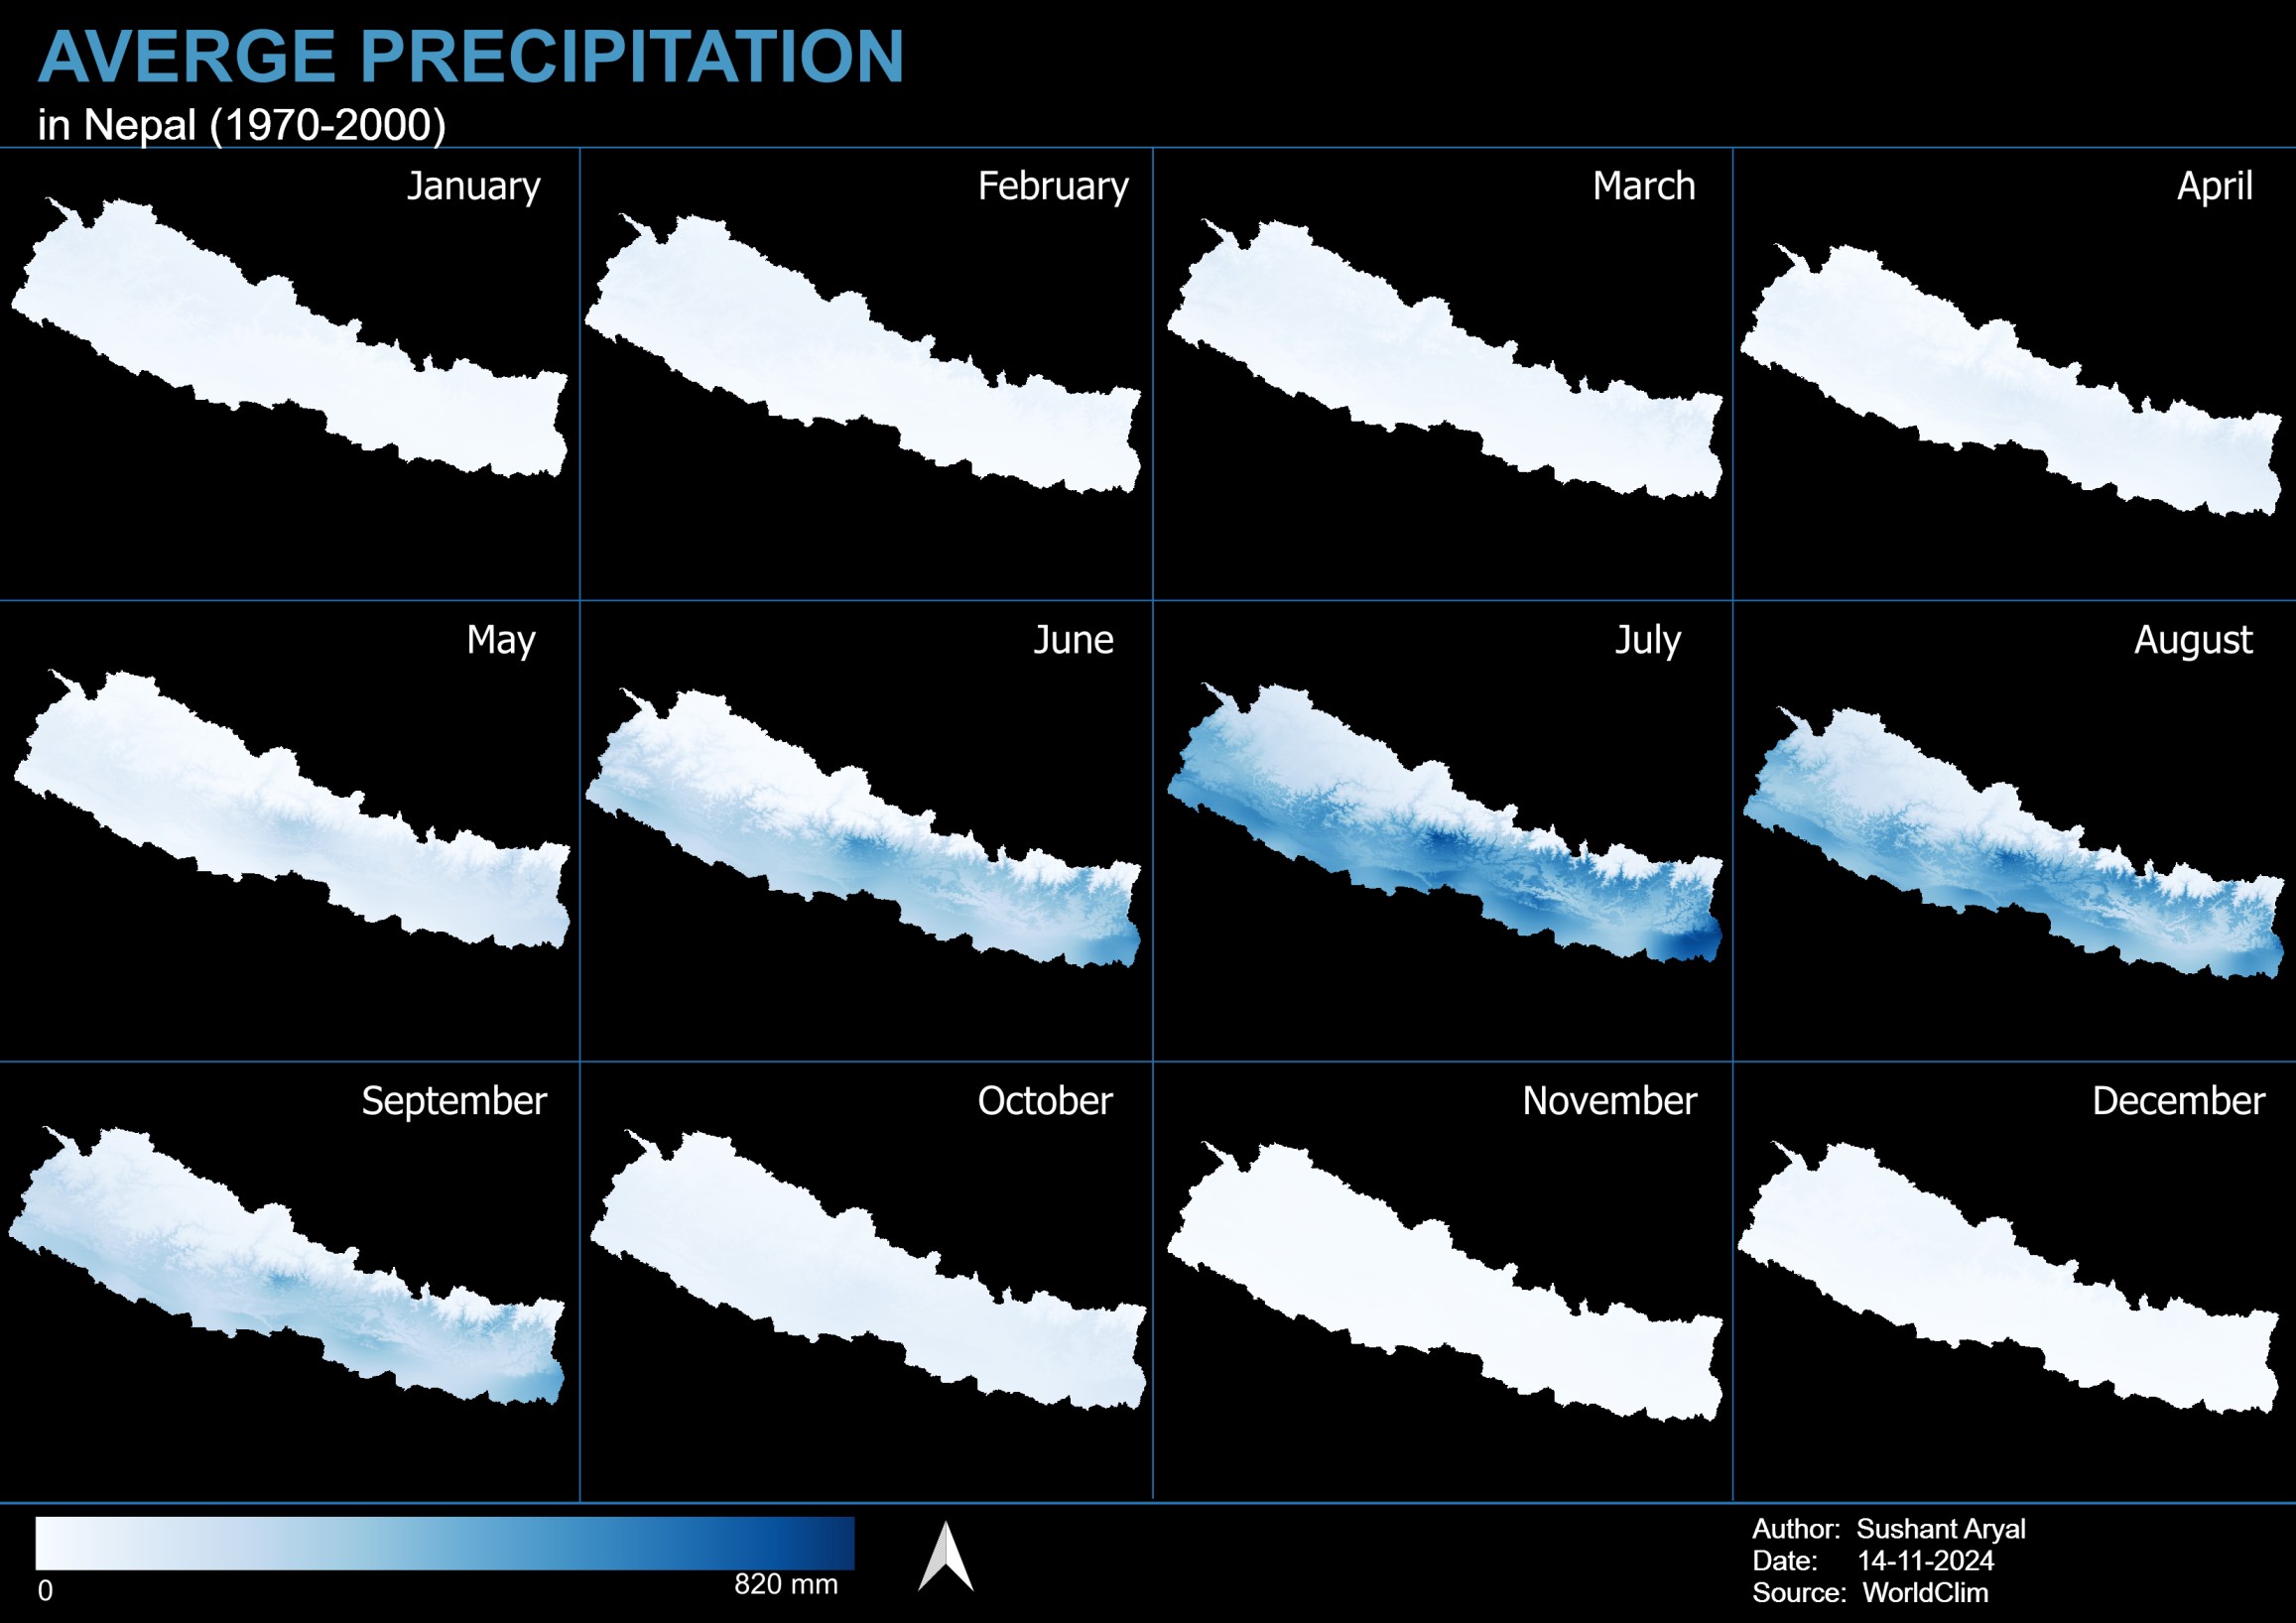 AVERGE PRECIPITATION
in Nepal (1970-2000)
January
February
March
April
May
June
July
August
September
October
November
December
0
820 mm
Author: Sushant Aryal
Date: 14-11-2024
Source: WorldClim